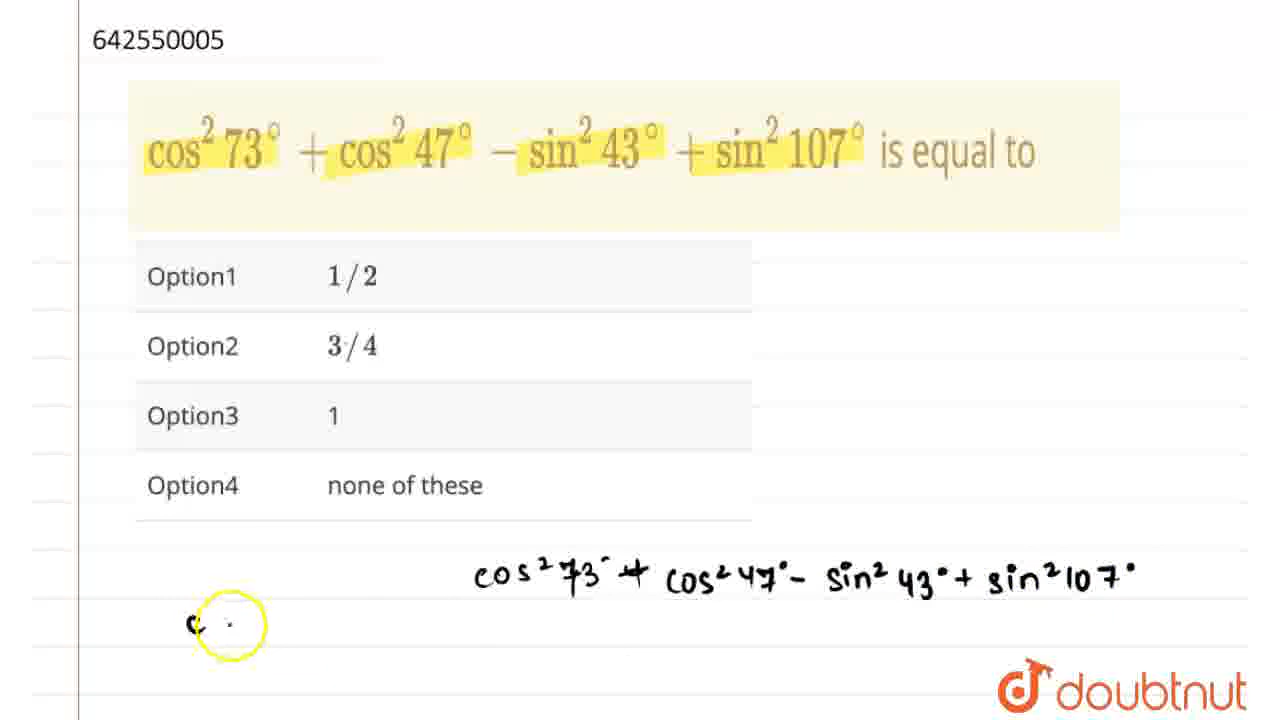 642550005
cos² 73° + cos² 47° − sin² 43° + sin² 107° is equal to
Option1 1/2
Option2 3/4
Option3 1
Option4 none of these
cos² 73° + cos² 47° − sin² 43° + sin² 107°
c
doubtnut